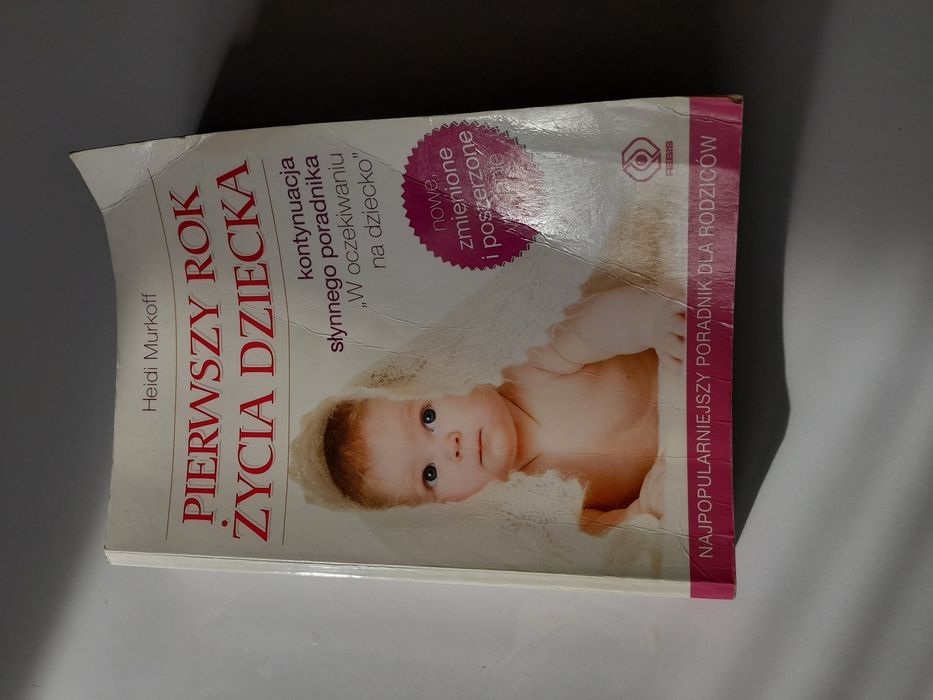 Heidi Murkoff
PIERWSZY ROK
ŻYCIA DZIECKA
kontynuacja
słynnego poradnika
„W oczekiwaniu
na dziecko”
nowe,
zmienione
i poszerzone
wydanie
REBIS
NAJPOPULARNIEJSZY PORADNIK DLA RODZICÓW